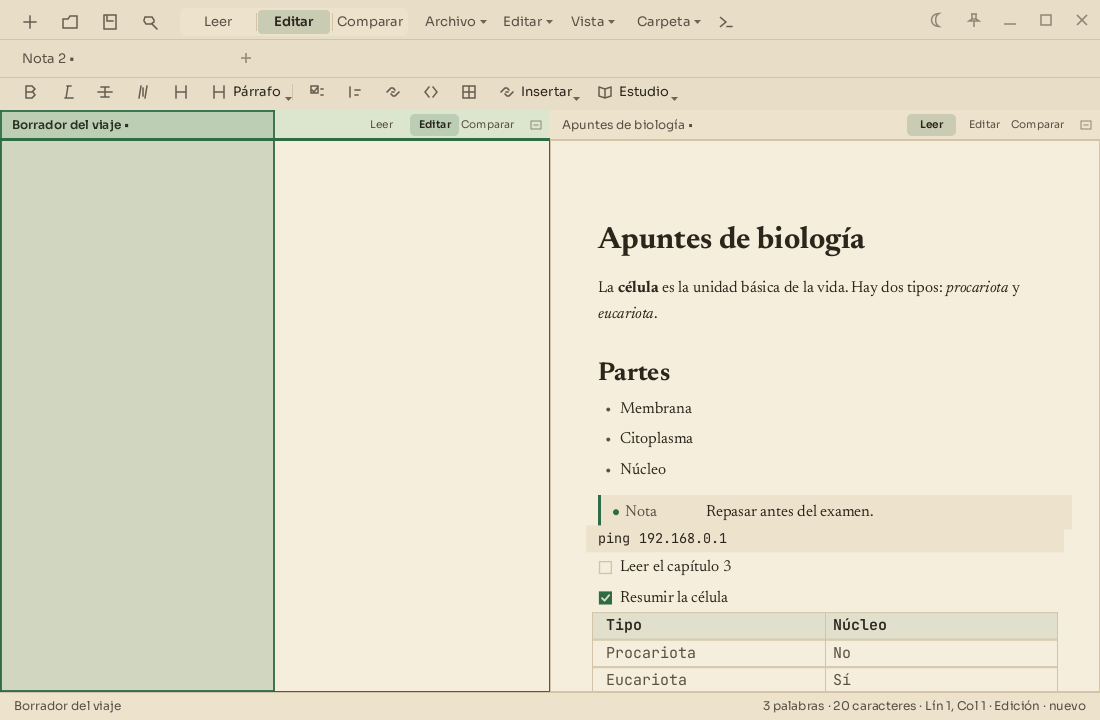 Leer Editar Comparar Archivo Editar Vista Carpeta
Nota 2 •
Párrafo Insertar Estudio
Borrador del viaje • Leer Editar Comparar
Apuntes de biología • Leer Editar Comparar
Apuntes de biología
La célula es la unidad básica de la vida. Hay dos tipos: procariota y
eucariota.
Partes
• Membrana
• Citoplasma
• Núcleo
• Nota Repasar antes del examen.
ping 192.168.0.1
Leer el capítulo 3
Resumir la célula
Tipo Núcleo
Procariota No
Eucariota Sí
Borrador del viaje
3 palabras · 20 caracteres · Lín 1, Col 1 · Edición · nuevo